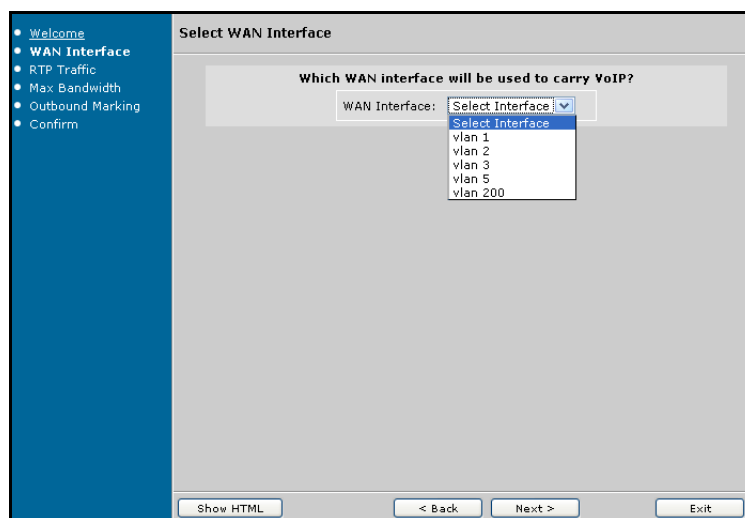 Welcome
WAN Interface
RTP Traffic
Max Bandwidth
Outbound Marking
Confirm
Select WAN Interface
Which WAN interface will be used to carry VoIP?
WAN Interface: Select Interface
Select Interface
vlan 1
vlan 2
vlan 3
vlan 5
vlan 200
Show HTML < Back Next > Exit